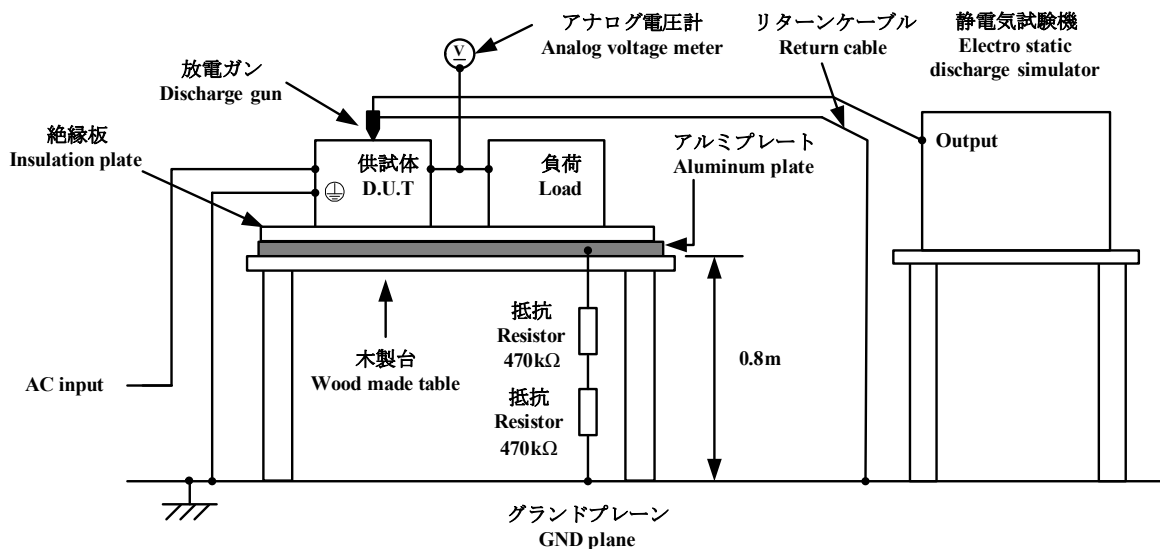 アナログ電圧計
Analog voltage meter
リターンケーブル
Return cable
静電気試験機
Electro static
discharge simulator
放電ガン
Discharge gun
V
絶縁板
Insulation plate
供試体
D.U.T
負荷
Load
アルミプレート
Aluminum plate
Output
抵抗
Resistor
470kΩ
0.8m
木製台
Wood made table
AC input
抵抗
Resistor
470kΩ
グランドプレーン
GND plane